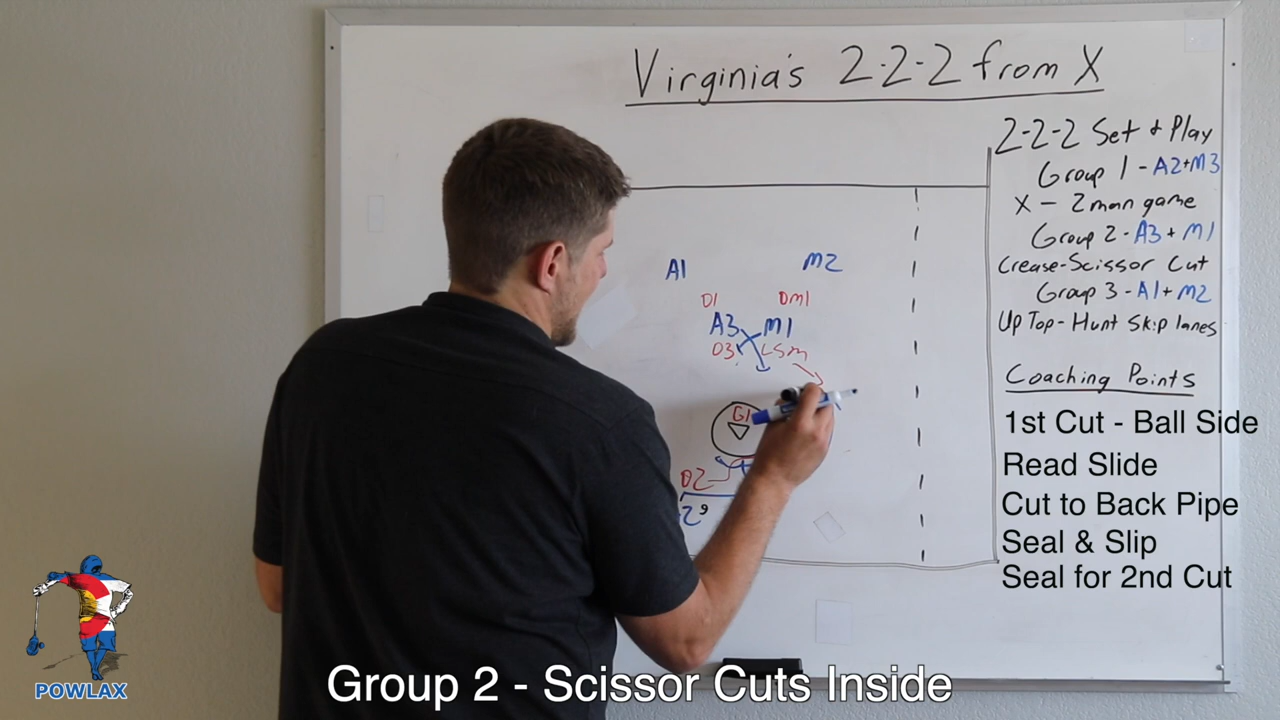 Virginia's 2-2-2 from X
2-2-2 Set & Play
Group 1 - A2+M3
X - 2man game
Group 2 - A3 + M1
Crease-Scissor Cut
Group 3 - A1+M2
Up Top-Hunt Skip lanes
Coaching Points
1st Cut - Ball Side
Read Slide
Cut to Back Pipe
Seal & Slip
Seal for 2nd Cut
A1 M2
D1 DM1
A3 M1
D3 LSM
G1
D2
Group 2 - Scissor Cuts Inside
POWLAX